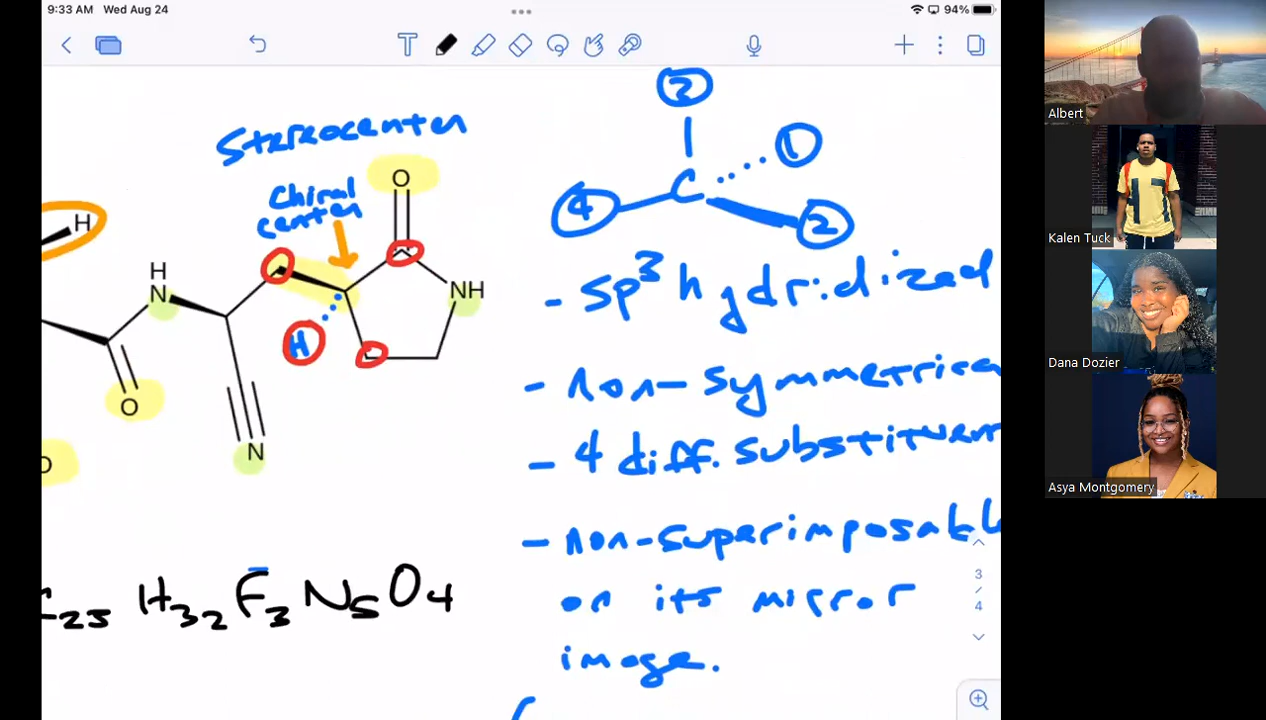 9:33 AM Wed Aug 24
94%
T
Stereocenter
Chiral
center
O
H
H
N
NH
H
O
N
O
3
C
1
4
2
- sp³ hydridized
- non-symmetrica
- 4 diff. substituen
- non-superimposabl
on its mirror
image.
C25 H32 F3 N5 O4
3
/
4
Albert
Kalen Tuck
Dana Dozier
Asya Montgomery